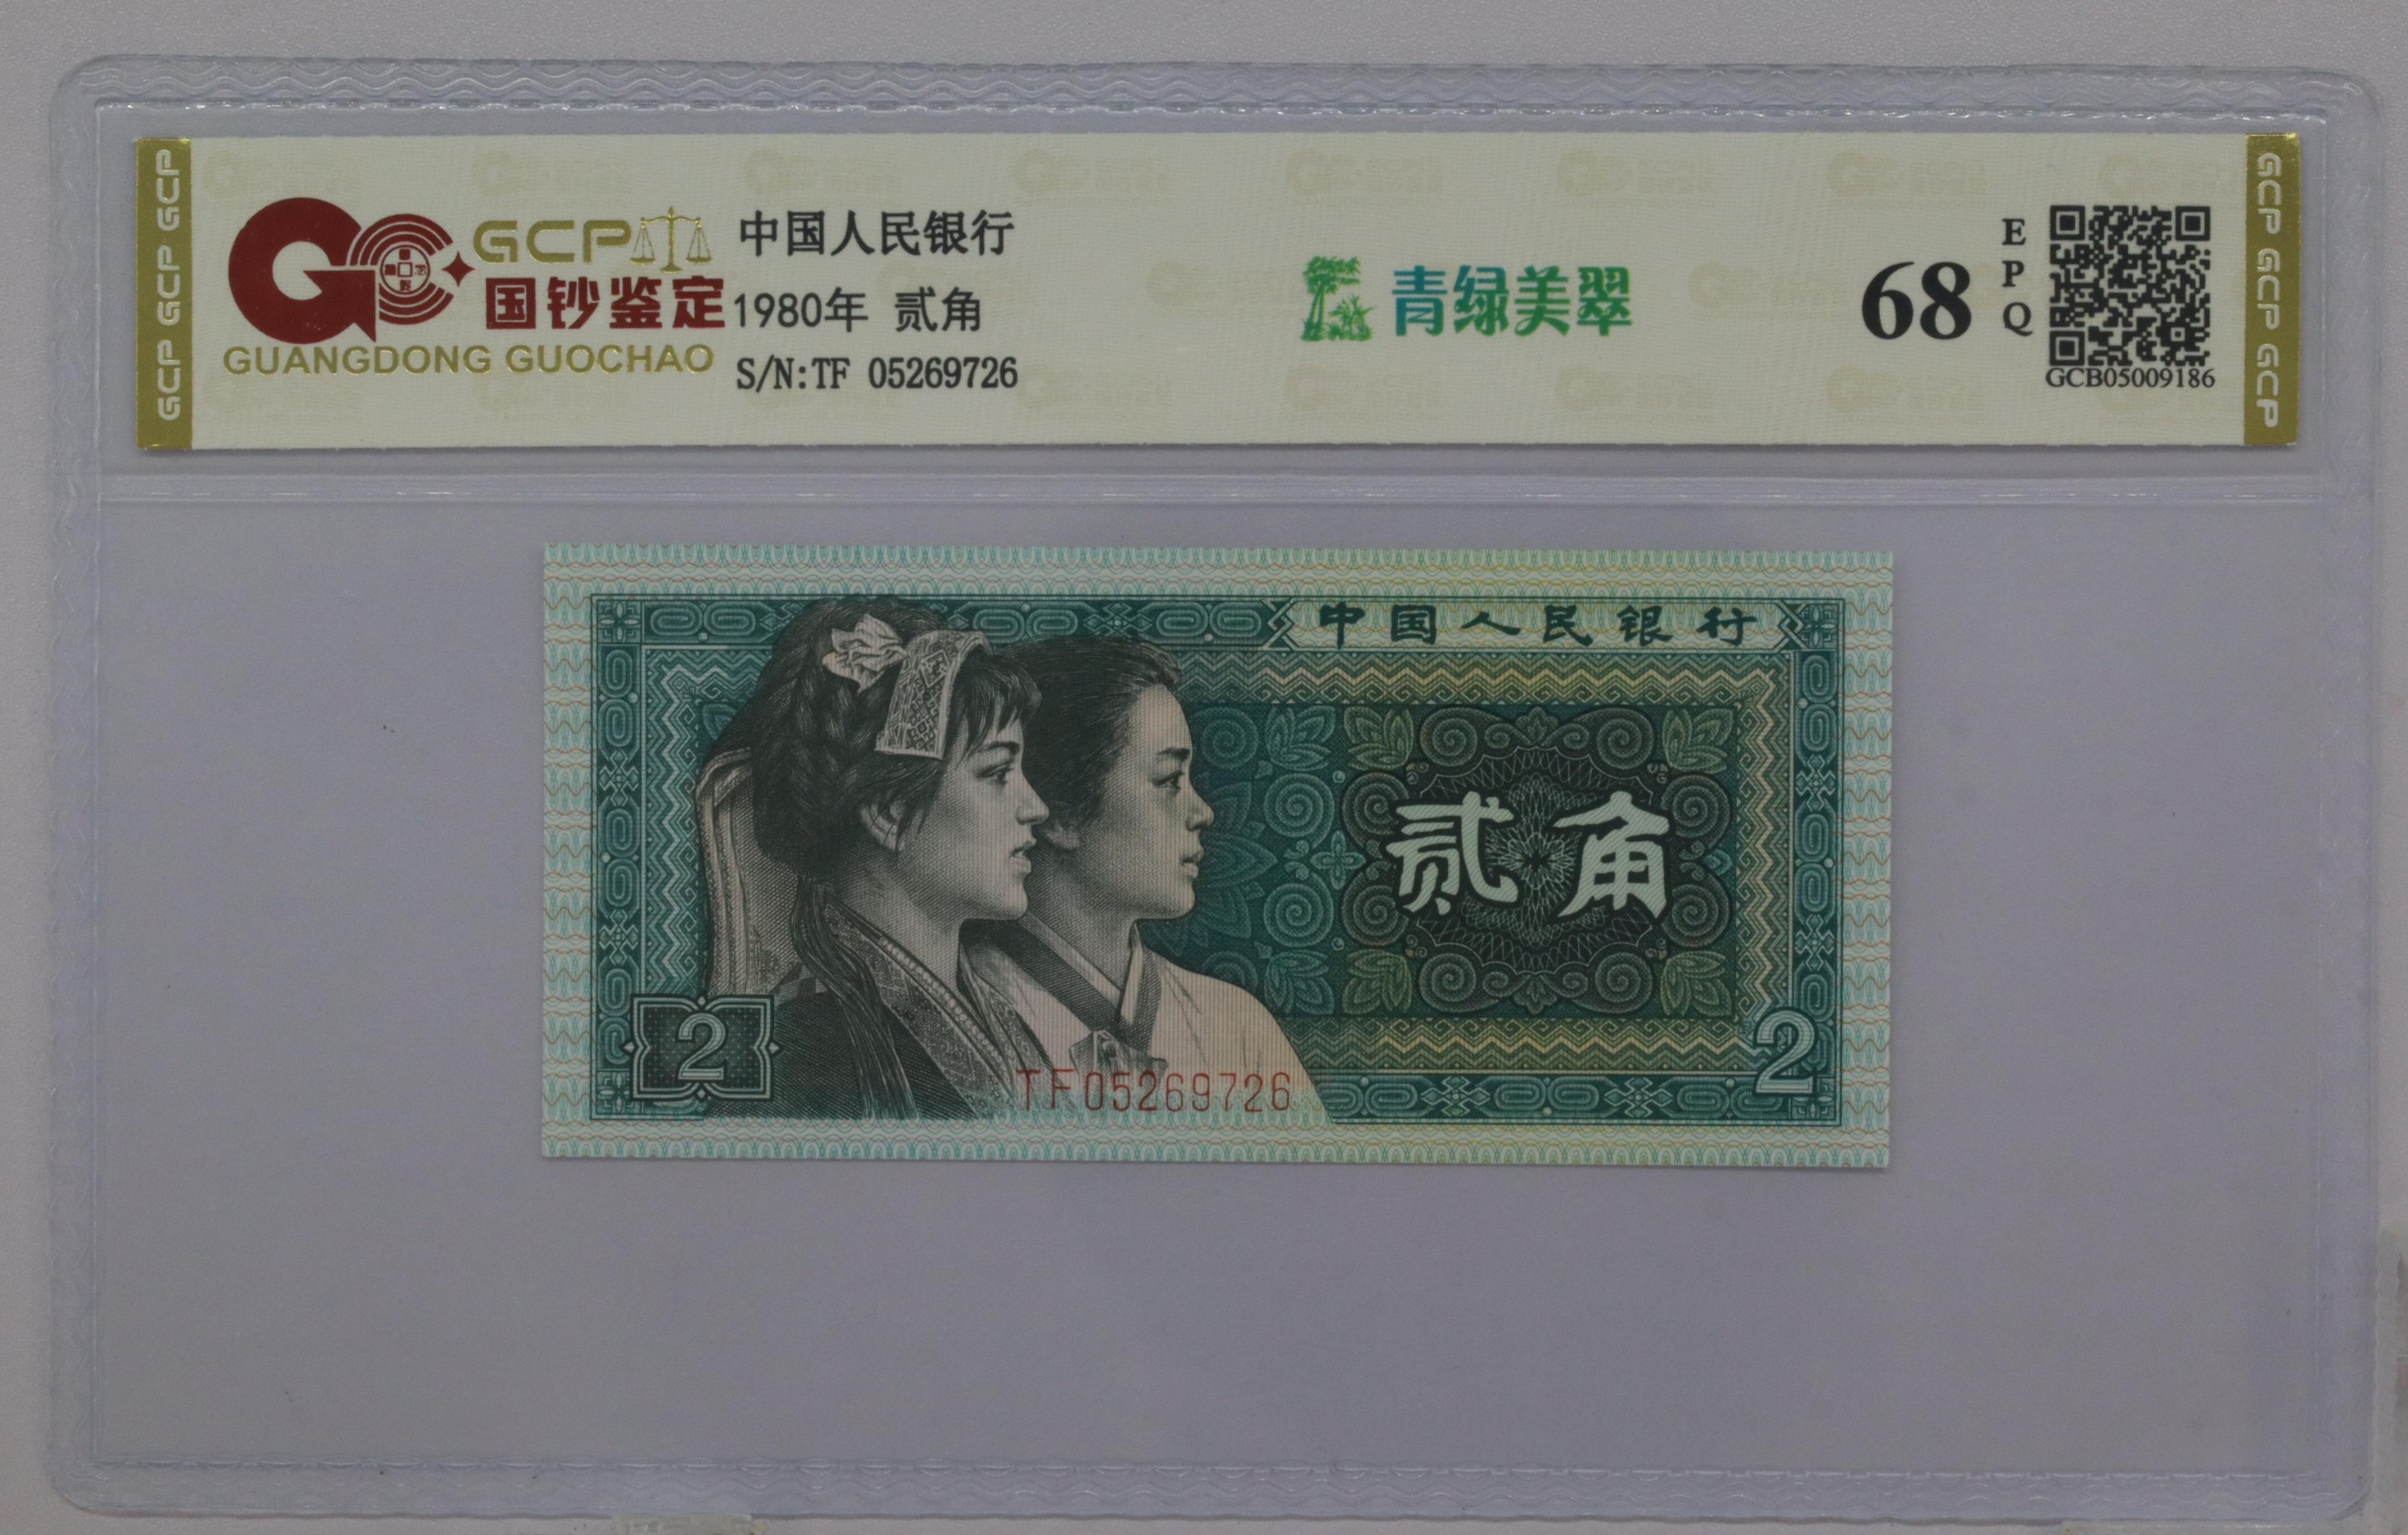 GCP GCP GCP
GCP
国钞鉴定
GUANGDONG GUOCHAO
中国人民银行
1980年 贰角
S/N:TF 05269726
青绿美翠
68
EPQ
GCB05009186
GCP GCP GCP
中国人民银行
贰角
2
TF05269726
2